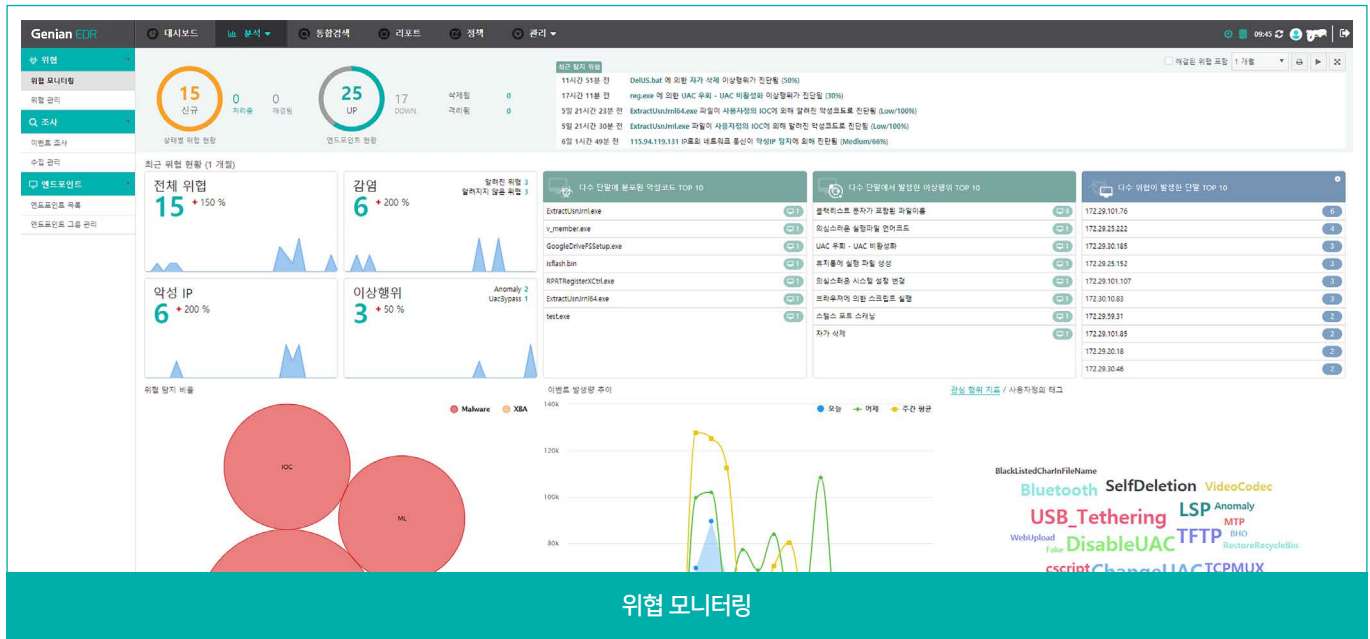 Genian EDR
대시보드
분석
통합검색
리포트
정책
관리
09:45
위협
위협 모니터링
위협 관리
조사
이벤트 조사
수집 관리
엔드포인트
엔드포인트 목록
엔드포인트 그룹 관리
15
신규
0
처리중
0
해결됨
상태별 위협 현황
25
UP
17
DOWN
엔드포인트 현황
삭제됨 0
격리됨 0
해결된 위협 포함 1 개월
최근 탐지 위협
11시간 51분 전 DelUS.bat 에 의한 자가 삭제 이상행위가 진단됨 (50%)
17시간 11분 전 reg.exe 에 의한 UAC 우회 - UAC 비활성화 이상행위가 진단됨 (30%)
5일 21시간 23분 전 ExtractUsnJrnl64.exe 파일이 사용자정의 IOC에 의해 알려진 악성코드로 진단됨 (Low/100%)
5일 21시간 30분 전 ExtractUsnJrnl.exe 파일이 사용자정의 IOC에 의해 알려진 악성코드로 진단됨 (Low/100%)
6일 1시간 49분 전 115.94.119.131 IP로의 네트워크 통신이 악성IP 탐지에 의해 진단됨 (Medium/66%)
최근 위협 현황 (1 개월)
전체 위협
15 + 150 %
감염
6 + 200 %
알려진 위협 3
알려지지 않은 위협 3
악성 IP
6 + 200 %
이상행위
3 + 50 %
Anomaly 2
UacBypass 1
다수 단말에 분포된 악성코드 TOP 10
ExtractUsnJrnl.exe 1
v_member.exe 1
GoogleDriveFSSetup.exe 1
isflash.bin 1
RPRTRegisterXCtrl.exe 1
ExtractUsnJrnl64.exe 1
test.exe 1
다수 단말에서 발생한 이상행위 TOP 10
블랙리스트 문자가 포함된 파일이름 4
의심스러운 실행파일 언어코드 1
UAC 우회 - UAC 비활성화 1
휴지통에 실행 파일 생성 1
의심스러운 시스템 설정 변경 1
브라우저에 의한 스크립트 실행 1
스텔스 포트 스캐닝 1
자가 삭제 1
다수 위협이 발생한 단말 TOP 10
172.29.101.76 6
172.29.25.222 4
172.29.30.185 3
172.29.25.152 3
172.29.101.107 3
172.30.10.83 3
172.29.59.31 2
172.29.101.85 2
172.29.20.18 2
172.29.30.46 2
위협 탐지 비율
Malware XBA
IOC
ML
이벤트 발생량 추이
오늘 어제 주간 평균
140k
120k
100k
80k
관심 행위 지표 / 사용자정의 태그
BlackListedCharInFileName
Bluetooth SelfDeletion VideoCodec
USB_Tethering LSP Anomaly
MTP
WebUpload Fake DisableUAC TFTP BHO
RestoreRecycleBin
cscript ChangeUAC TCPMUX
위협 모니터링